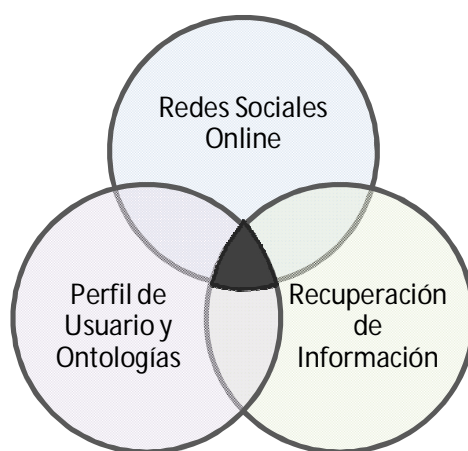 Redes Sociales
Online
Perfil de
Usuario y
Ontologías
Recuperación
de
Información